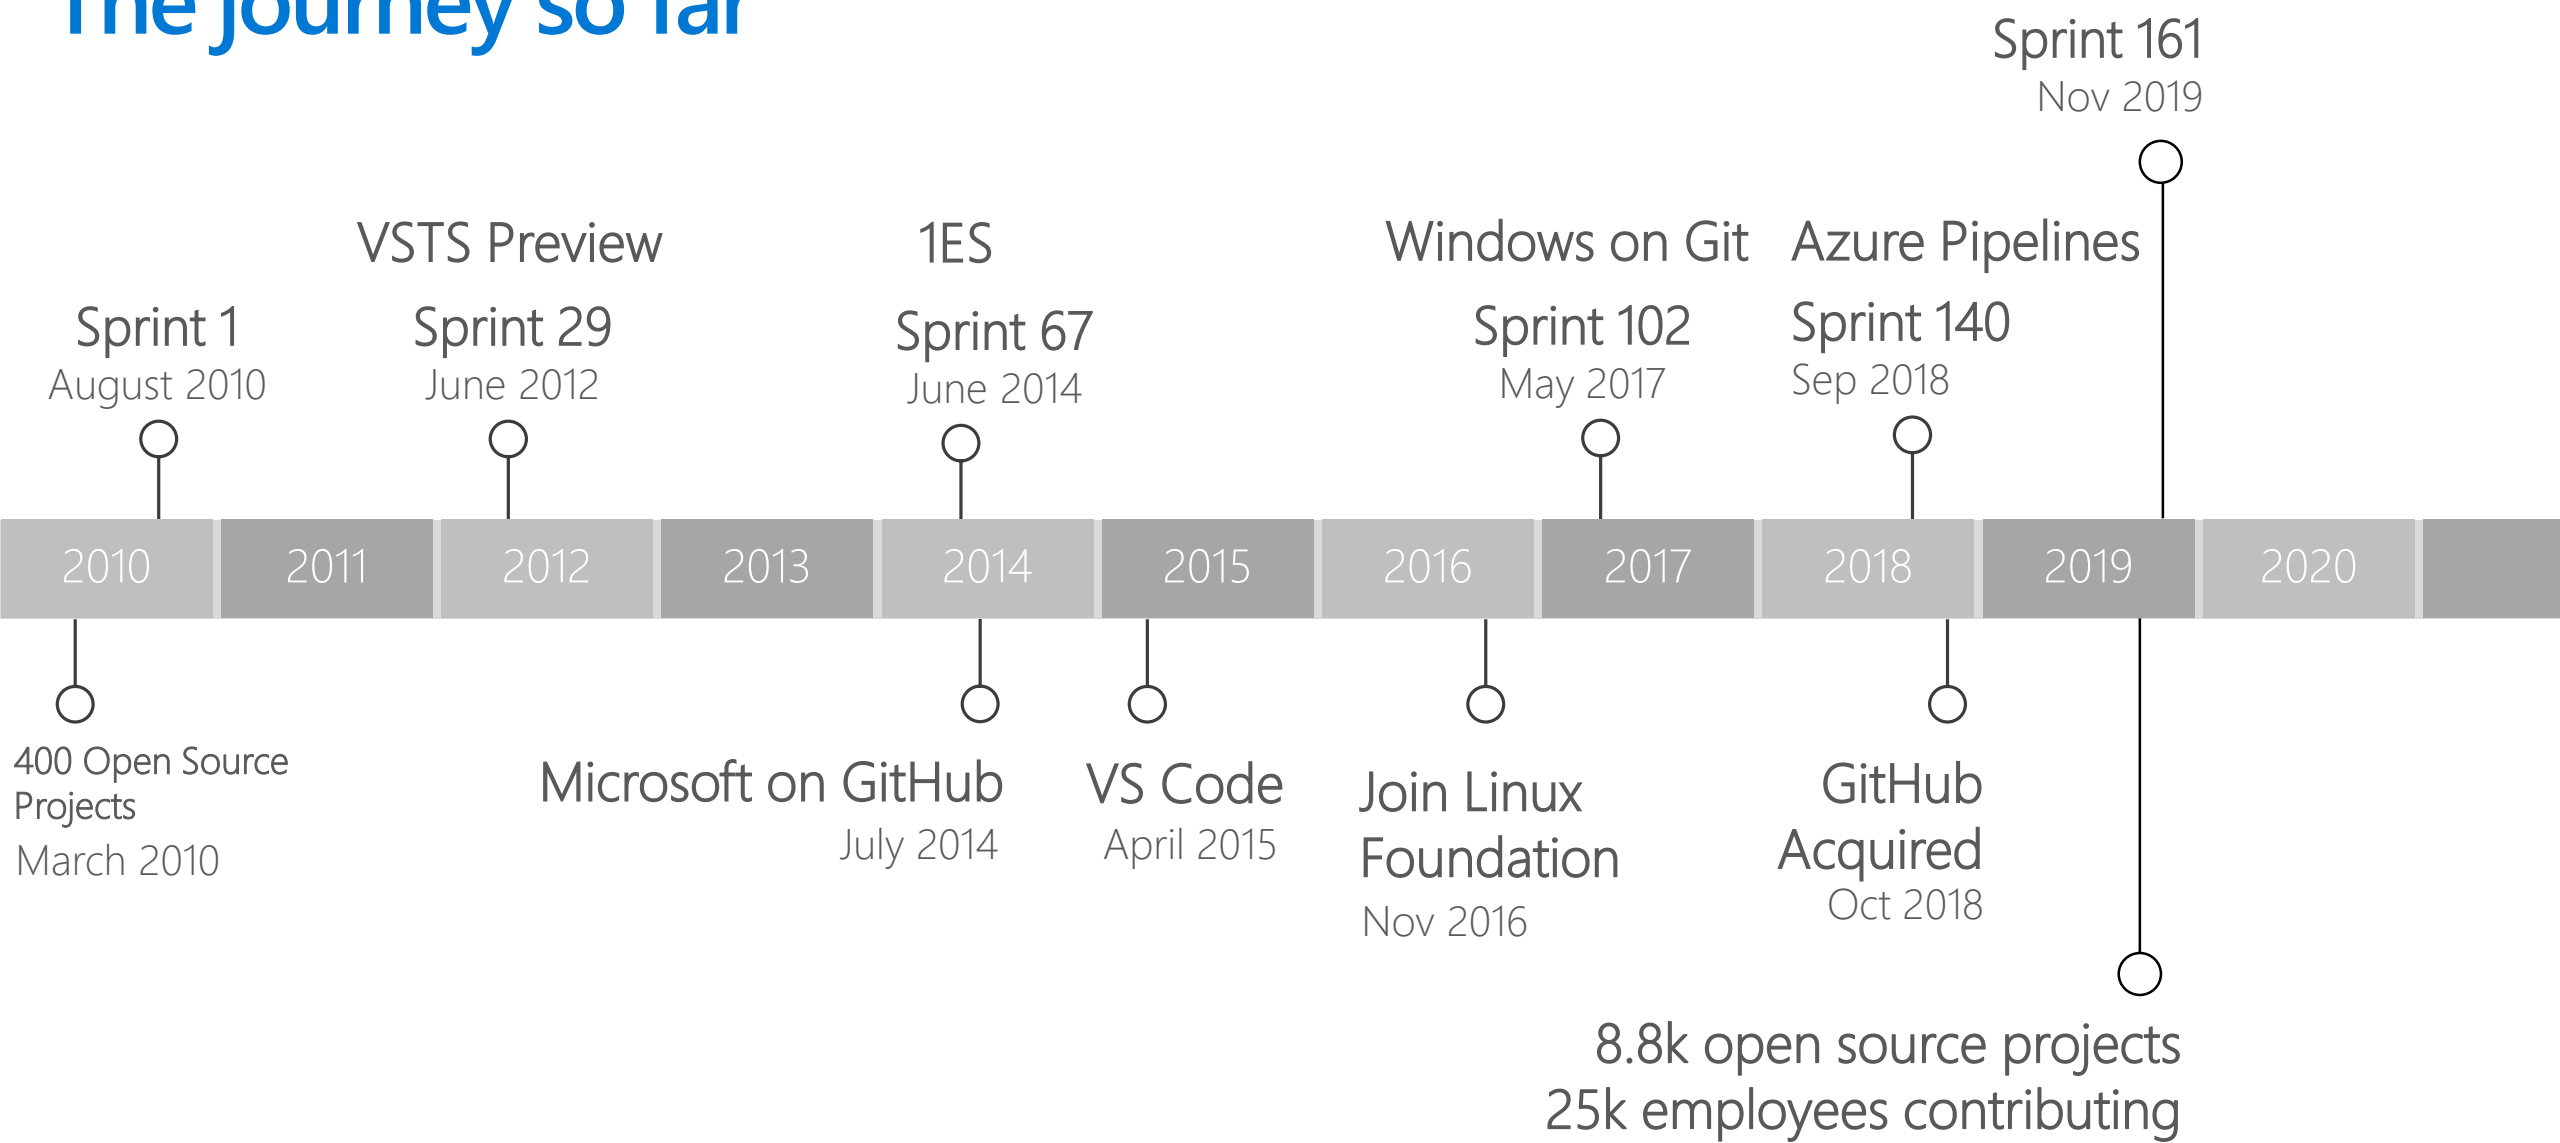 The journey so far
Sprint 161
Nov 2019
VSTS Preview
1ES
Windows on Git
Azure Pipelines
Sprint 1
August 2010
Sprint 29
June 2012
Sprint 67
June 2014
Sprint 102
May 2017
Sprint 140
Sep 2018
2010
2011
2012
2013
2014
2015
2016
2017
2018
2019
2020
400 Open Source
Projects
March 2010
Microsoft on GitHub
July 2014
VS Code
April 2015
Join Linux
Foundation
Nov 2016
GitHub
Acquired
Oct 2018
8.8k open source projects
25k employees contributing